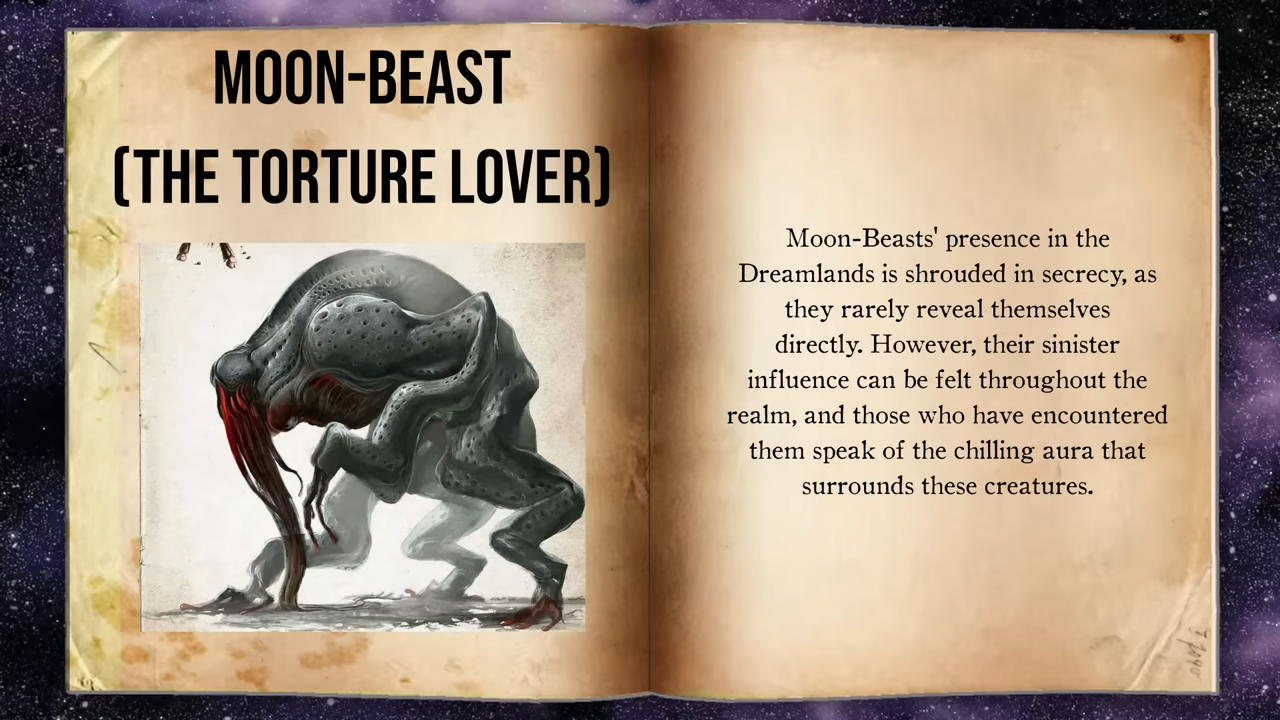 MOON-BEAST
(THE TORTURE LOVER)
Moon-Beasts' presence in the
Dreamlands is shrouded in secrecy, as
they rarely reveal themselves
directly. However, their sinister
influence can be felt throughout the
realm, and those who have encountered
them speak of the chilling aura that
surrounds these creatures.